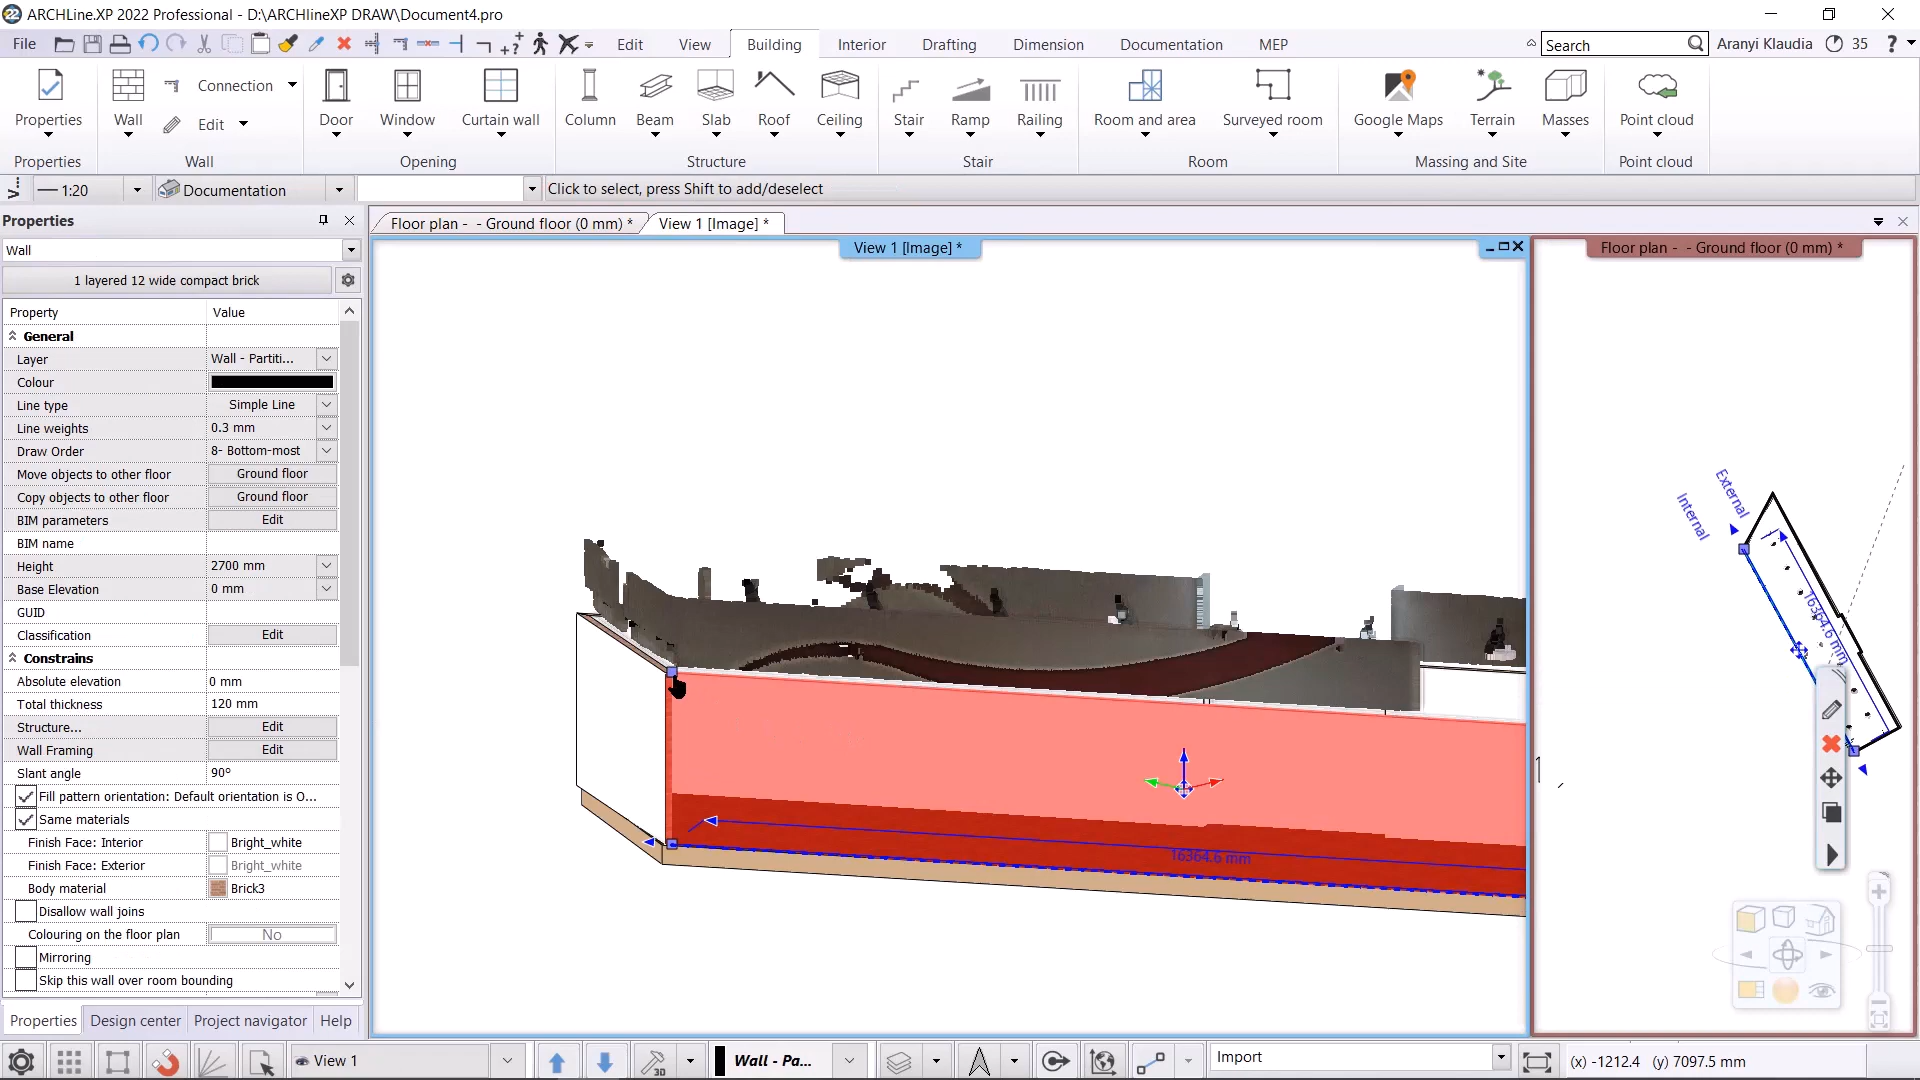 ARCHLine.XP 2022 Professional - D:\ARCHlineXP DRAW\Document4.pro
File
Edit
View
Building
Interior
Drafting
Dimension
Documentation
MEP
Search
Aranyi Klaudia
35
?
Properties
Wall
Connection
Edit
Door
Window
Curtain wall
Column
Beam
Slab
Roof
Ceiling
Stair
Ramp
Railing
Room and area
Surveyed room
Google Maps
Terrain
Masses
Point cloud
Properties
Wall
Opening
Structure
Stair
Room
Massing and Site
Point cloud
1:20
Documentation
Click to select, press Shift to add/deselect
Properties
Wall
1 layered 12 wide compact brick
Property Value
General
Layer Wall - Partiti...
Colour
Line type Simple Line
Line weights 0.3 mm
Draw Order 8- Bottom-most
Move objects to other floor Ground floor
Copy objects to other floor Ground floor
BIM parameters Edit
BIM name
Height 2700 mm
Base Elevation 0 mm
GUID
Classification Edit
Constrains
Absolute elevation 0 mm
Total thickness 120 mm
Structure... Edit
Wall Framing Edit
Slant angle 90°
Fill pattern orientation: Default orientation is O...
Same materials
Finish Face: Interior Bright_white
Finish Face: Exterior Bright_white
Body material Brick3
Disallow wall joins
Colouring on the floor plan No
Mirroring
Skip this wall over room bounding
Properties
Design center
Project navigator
Help
Floor plan - - Ground floor (0 mm) *
View 1 [Image] *
View 1 [Image] *
16364.6 mm
Floor plan - - Ground floor (0 mm) *
External
Internal
16364.6 mm
View 1
3D
Wall - Pa...
Import
(x) -1212.4 (y) 7097.5 mm